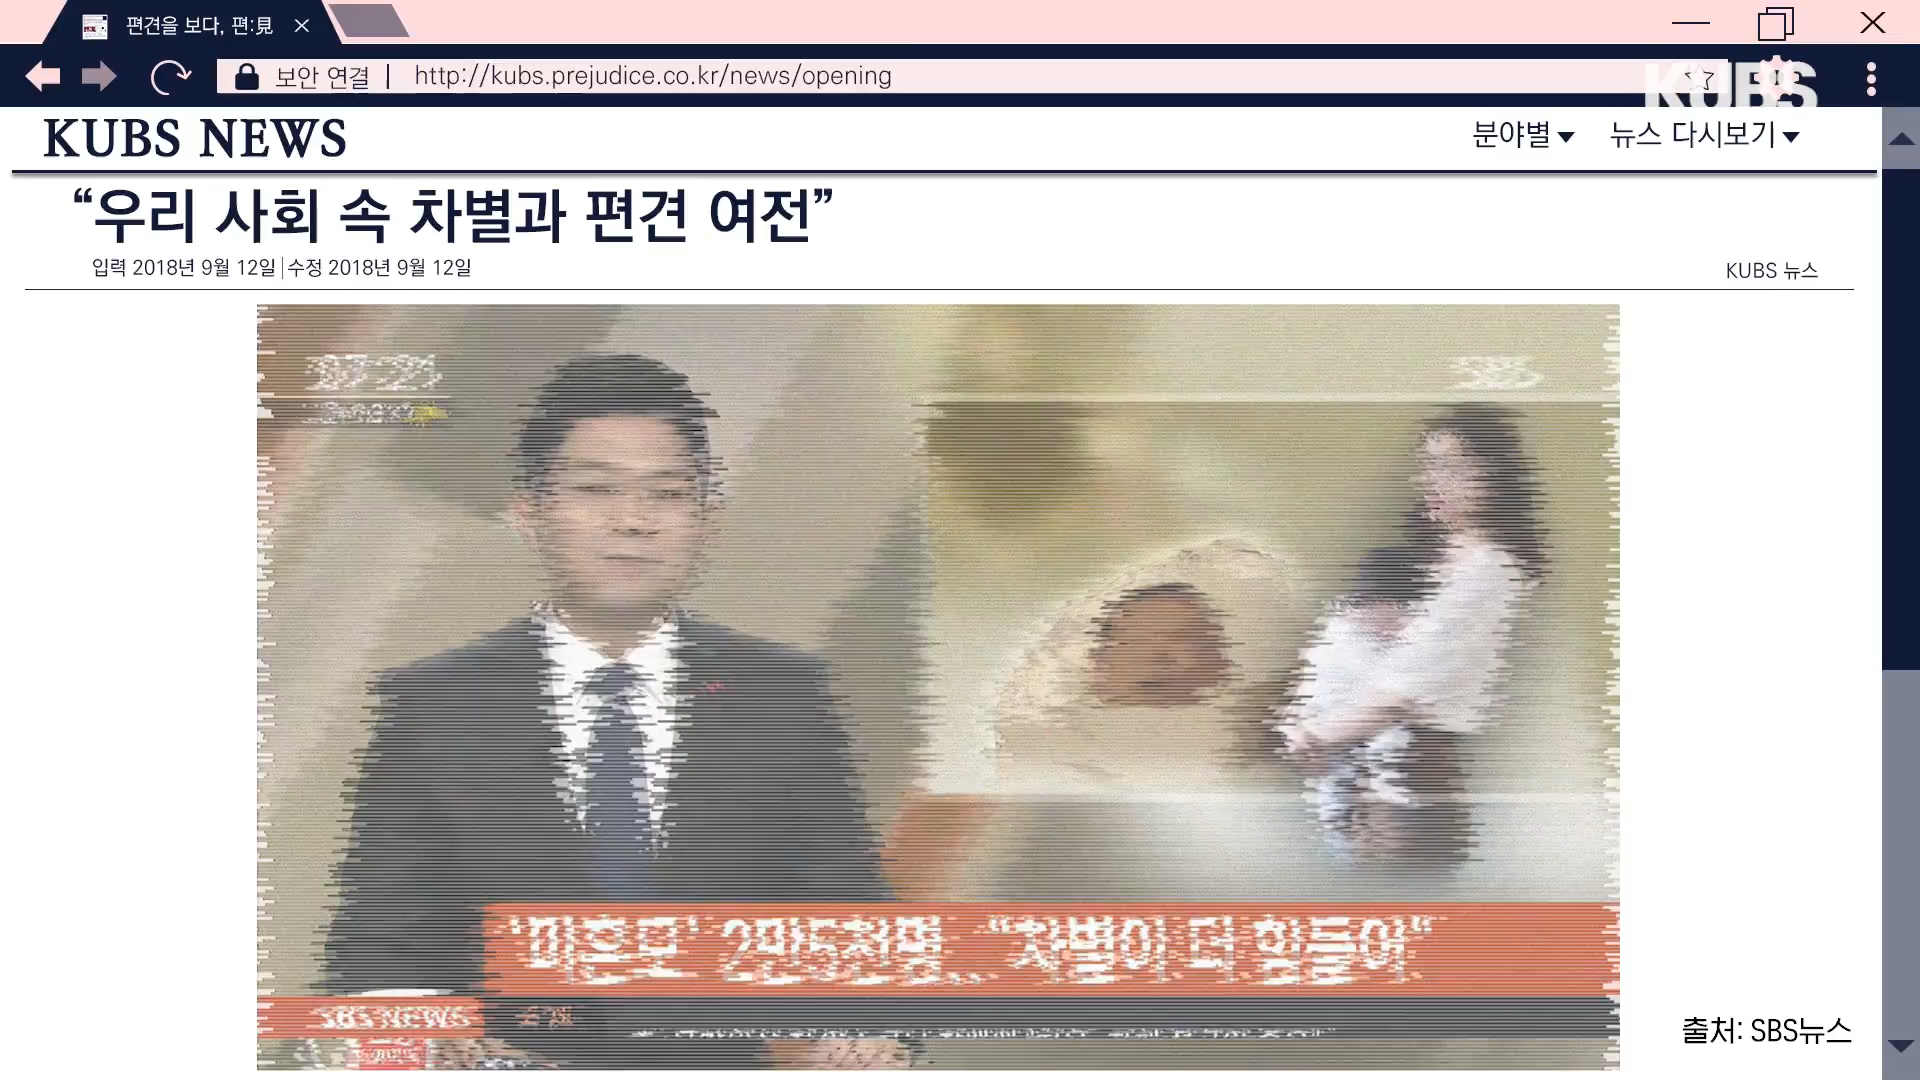 편견을 보다, 편:見
보안 연결 | http://kubs.prejudice.co.kr/news/opening
KUBS
KUBS NEWS
분야별 뉴스 다시보기
“우리 사회 속 차별과 편견 여전”
입력 2018년 9월 12일 | 수정 2018년 9월 12일
KUBS 뉴스
07:21
SBS
'미혼모' 2만5천명... "차별이 더 힘들어"
SBS NEWS
출처: SBS뉴스